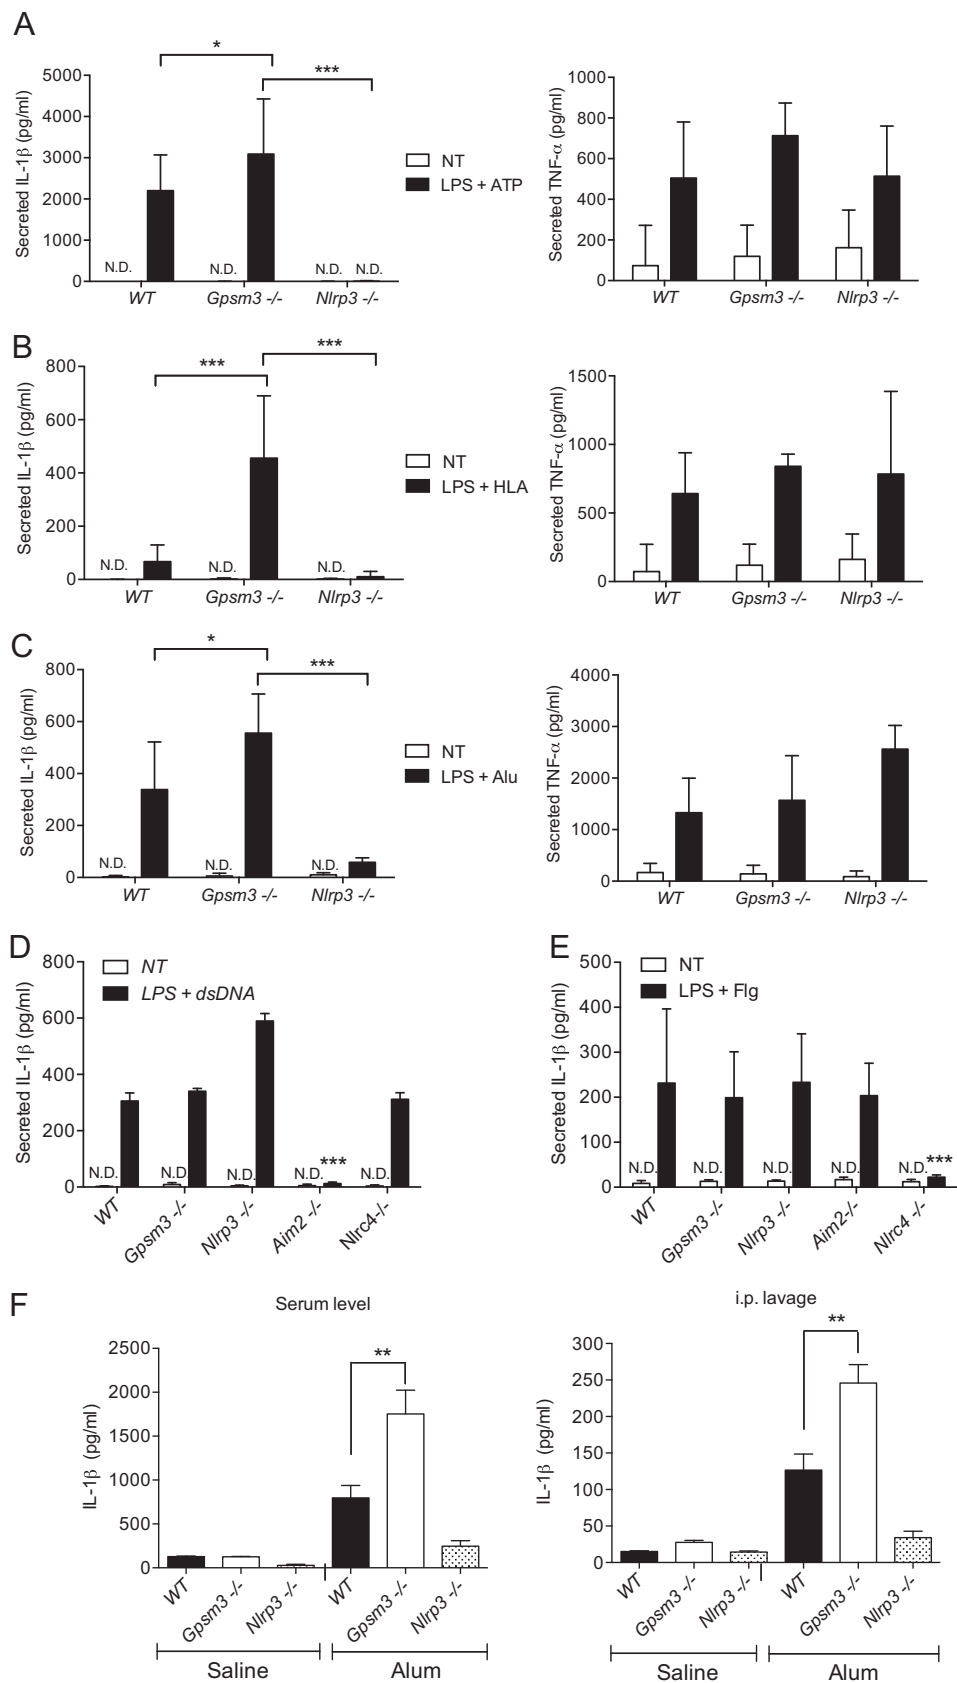 A
Secreted IL-1β (pg/ml)
5000
4000
3000
2000
1000
0
*
***
N.D.
N.D.
N.D. N.D.
WT Gpsm3 -/- Nlrp3 -/-
NT
LPS + ATP
Secreted TNF-α (pg/ml)
1000
800
600
400
200
0
WT Gpsm3 -/- Nlrp3 -/-
B
Secreted IL-1β (pg/ml)
800
600
400
200
0
***
***
N.D.
N.D.
N.D.
WT Gpsm3 -/- Nlrp3 -/-
NT
LPS + HLA
Secreted TNF-α (pg/ml)
1500
1000
500
0
WT Gpsm3 -/- Nlrp3 -/-
C
Secreted IL-1β (pg/ml)
800
600
400
200
0
*
***
N.D.
N.D.
N.D.
WT Gpsm3 -/- Nlrp3 -/-
NT
LPS + Alu
Secreted TNF-α (pg/ml)
4000
3000
2000
1000
0
WT Gpsm3 -/- Nlrp3 -/-
D
Secreted IL-1β (pg/ml)
800
600
400
200
0
NT
LPS + dsDNA
N.D. N.D. N.D. N.D. *** N.D.
WT Gpsm3 -/- Nlrp3 -/- Aim2 -/- Nlrc4-/-
E
Secreted IL-1β (pg/ml)
500
400
300
200
100
0
NT
LPS + Flg
N.D. N.D. N.D. N.D. N.D. ***
WT Gpsm3 -/- Nlrp3 -/- Aim2-/- Nlrc4 -/-
F
Serum level
IL-1β (pg/ml)
2500
2000
1500
1000
500
0
**
WT Gpsm3 -/- Nlrp3 -/- WT Gpsm3 -/- Nlrp3 -/-
Saline Alum
i.p. lavage
IL-1β (pg/ml)
300
250
200
150
100
50
0
**
WT Gpsm3 -/- Nlrp3 -/- WT Gpsm3 -/- Nlrp3 -/-
Saline Alum